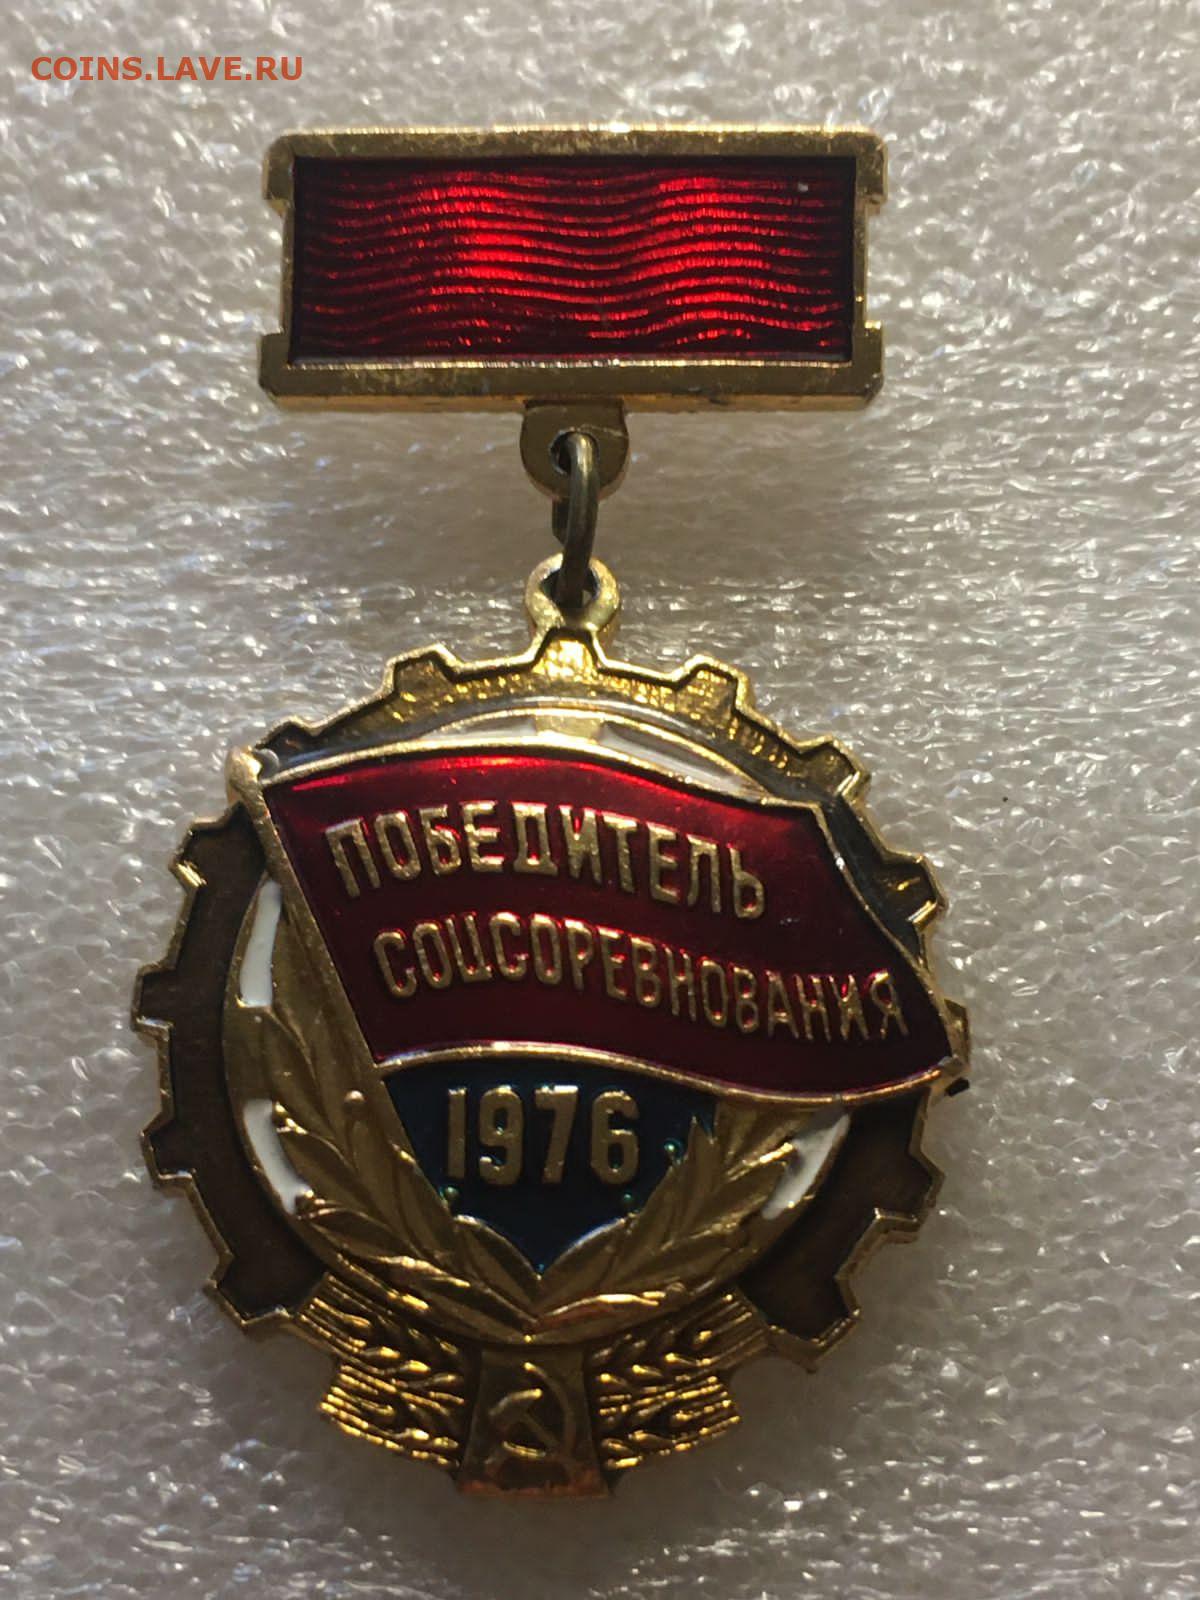 COINS.LAVE.RU
ПОБЕДИТЕЛЬ
СОЦСОРЕВНОВАНИЯ
1976